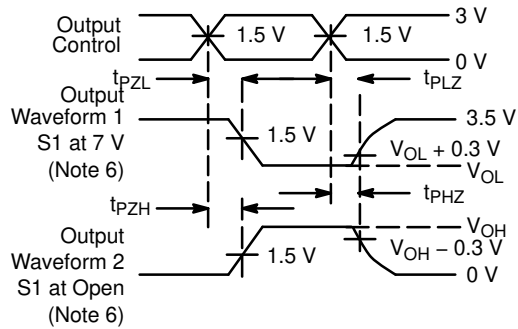 Output
Control
1.5 V
1.5 V
3 V
0 V
tPZL
tPLZ
Output
Waveform 1
S1 at 7 V
(Note 6)
1.5 V
3.5 V
VOL + 0.3 V
VOL
tPZH
tPHZ
Output
Waveform 2
S1 at Open
(Note 6)
1.5 V
VOH
VOH – 0.3 V
0 V